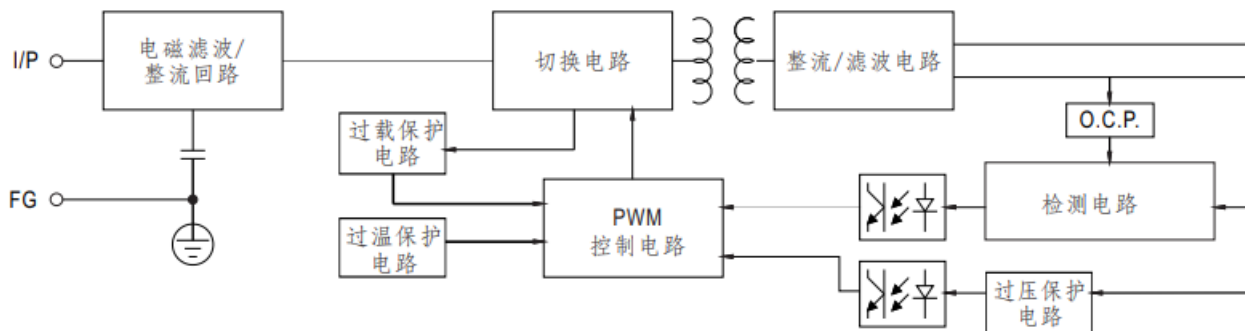 I/P
电磁滤波/
整流回路
切换电路
整流/滤波电路
过载保护
电路
O.C.P.
FG
PWM
控制电路
检测电路
过温保护
电路
过压保护
电路